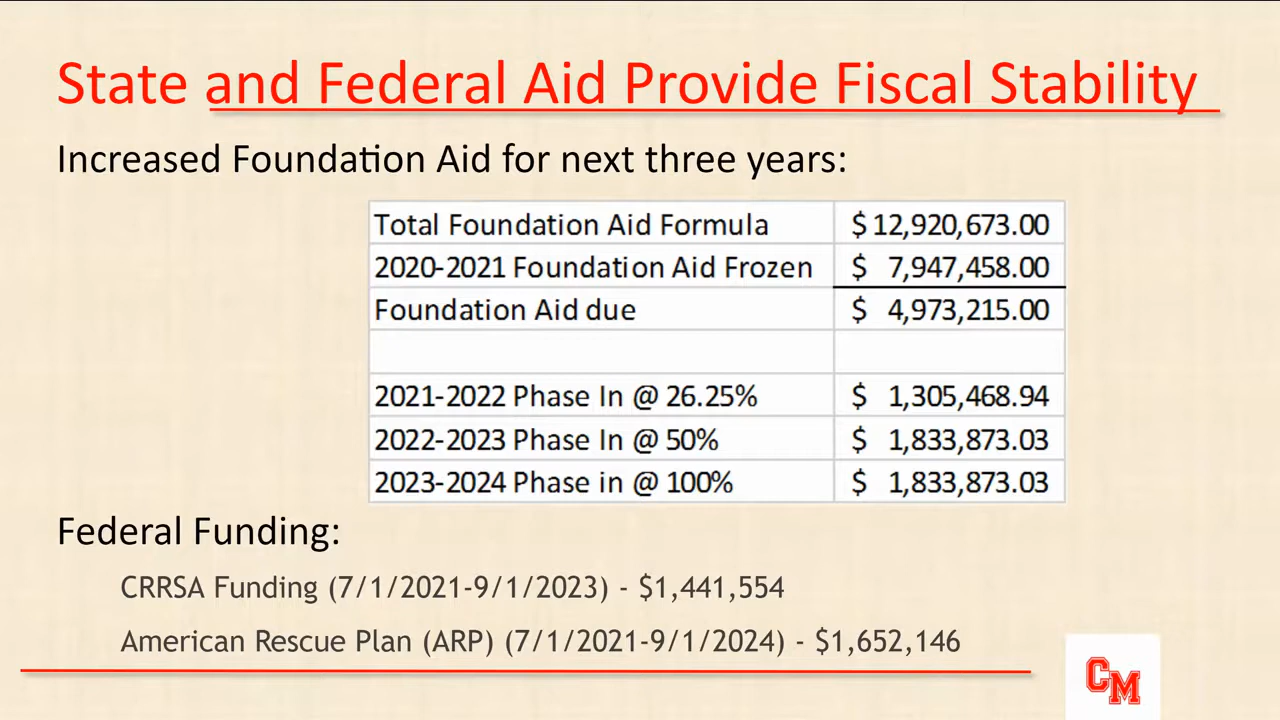 State and Federal Aid Provide Fiscal Stability
Increased Foundation Aid for next three years:
Total Foundation Aid Formula $ 12,920,673.00
2020-2021 Foundation Aid Frozen $ 7,947,458.00
Foundation Aid due $ 4,973,215.00
2021-2022 Phase In @ 26.25% $ 1,305,468.94
2022-2023 Phase In @ 50% $ 1,833,873.03
2023-2024 Phase in @ 100% $ 1,833,873.03
Federal Funding:
CRRSA Funding (7/1/2021-9/1/2023) - $1,441,554
American Rescue Plan (ARP) (7/1/2021-9/1/2024) - $1,652,146
CM